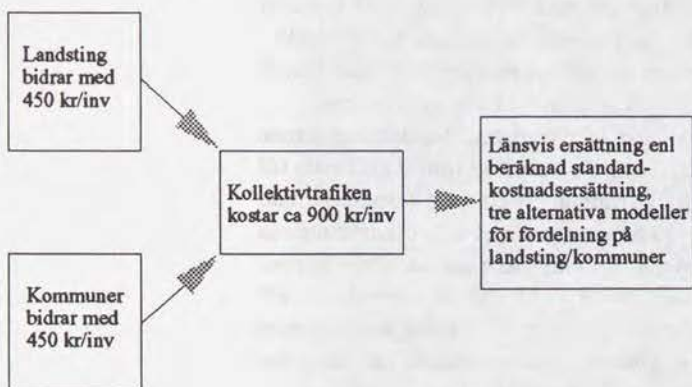 Landsting
bidrar med
450 kr/inv
Kollektivtrafiken
kostar ca 900 kr/inv
Länsvis ersättning enl
beräknad standard-
kostnadsersättning,
tre alternativa modeller
för fördelning på
landsting/kommuner
Kommuner
bidrar med
450 kr/inv